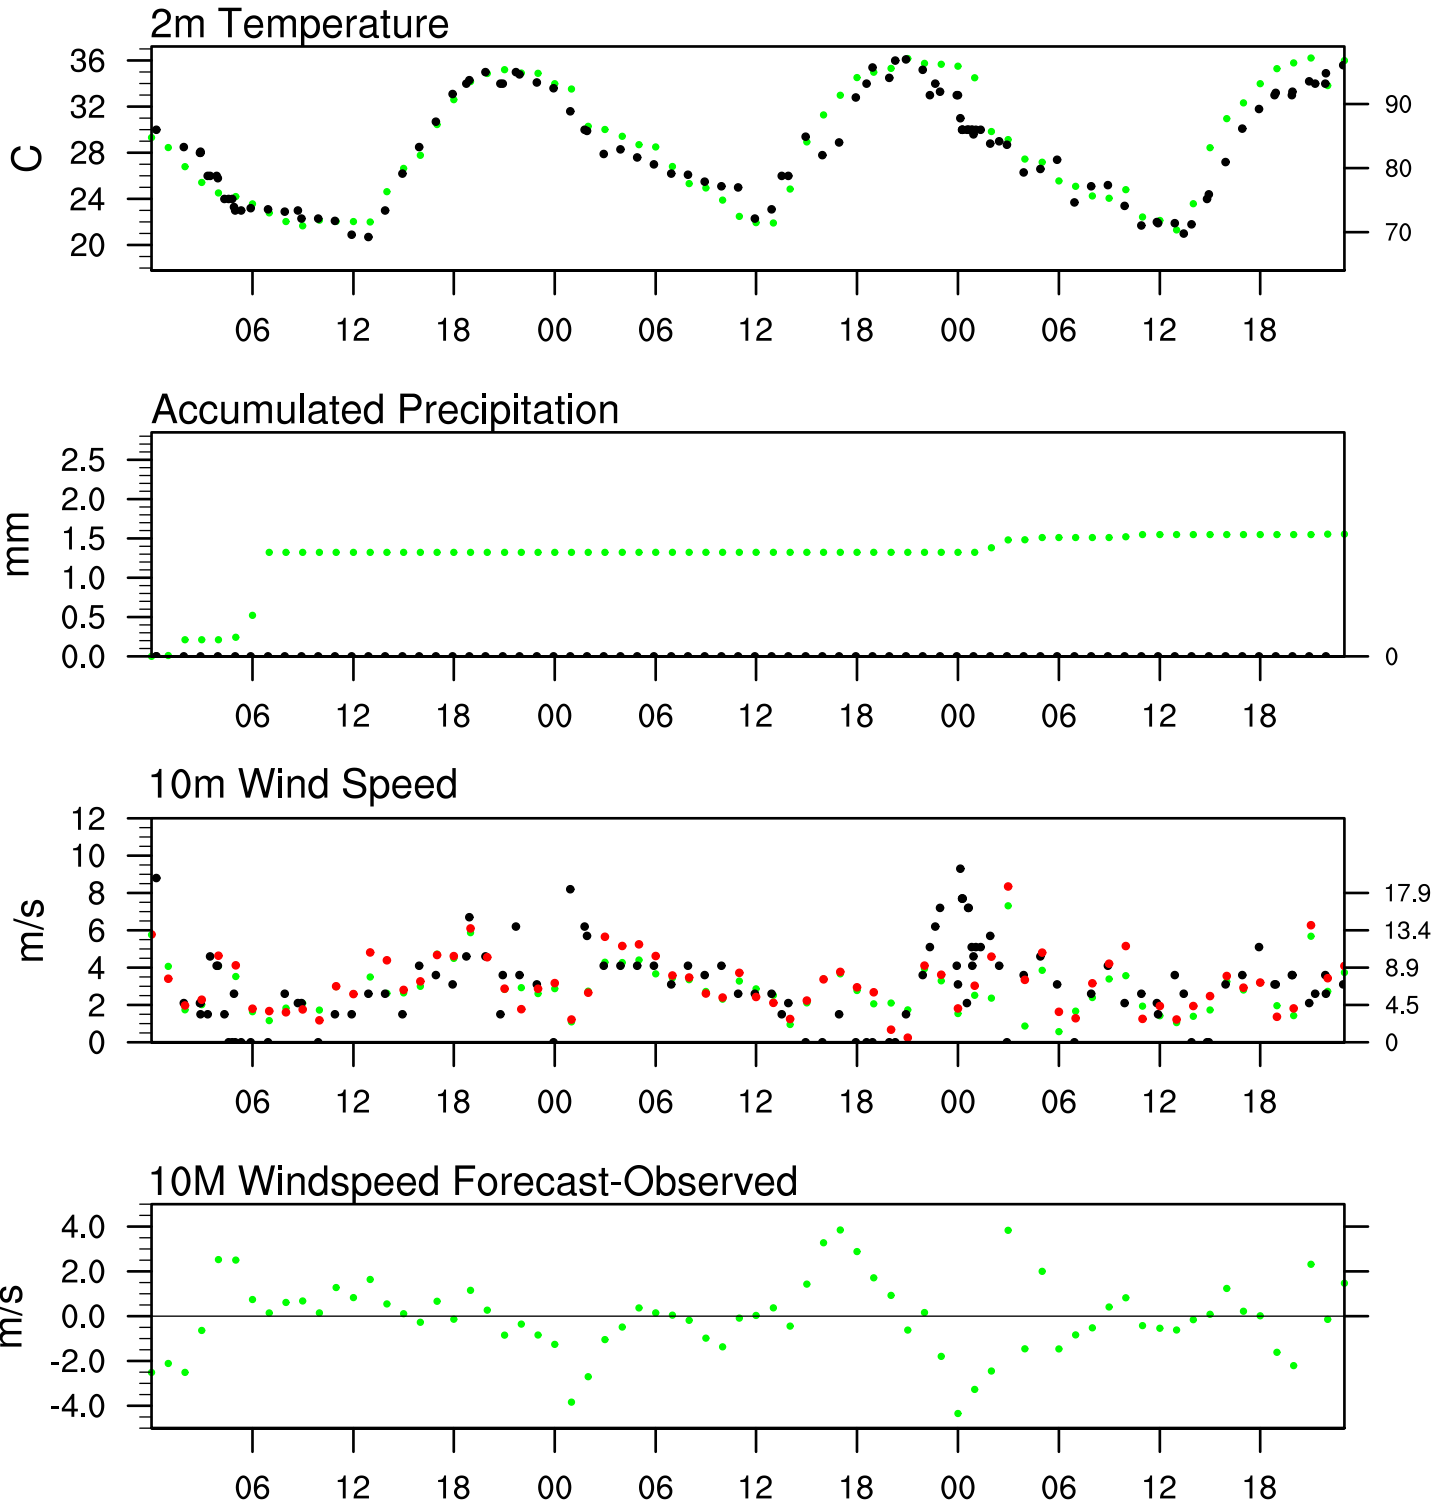 2m Temperature
36
32
28
24
20
C
90
80
70
06 12 18 00 06 12 18 00 06 12 18
Accumulated Precipitation
2.5
2.0
1.5
1.0
0.5
0.0
mm
0
06 12 18 00 06 12 18 00 06 12 18
10m Wind Speed
12
10
8
6
4
2
0
m/s
17.9
13.4
8.9
4.5
0
06 12 18 00 06 12 18 00 06 12 18
10M Windspeed Forecast-Observed
4.0
2.0
0.0
-2.0
-4.0
m/s
06 12 18 00 06 12 18 00 06 12 18